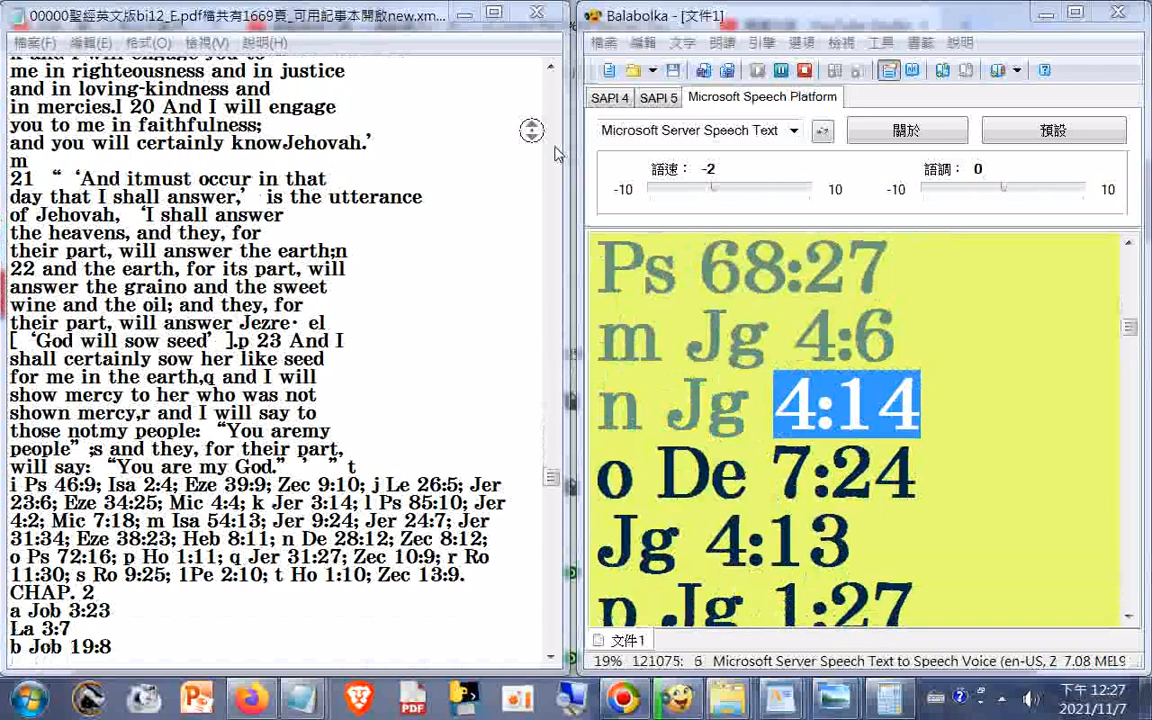 00000聖經英文版bi12_E.pdf檔共有1669頁_可用記事本開啟new.xm...
檔案(F) 編輯(E) 格式(O) 檢視(V) 說明(H)
me in righteousness and in justice
and in loving-kindness and
in mercies.l 20 And I will engage
you to me in faithfulness;
and you will certainly knowJehovah.’
m
21 “ ‘And itmust occur in that
day that I shall answer,’ is the utterance
of Jehovah, ‘I shall answer
the heavens, and they, for
their part, will answer the earth;n
22 and the earth, for its part, will
answer the graino and the sweet
wine and the oil; and they, for
their part, will answer Jezre· el
[ ‘God will sow seed’ ].p 23 And I
shall certainly sow her like seed
for me in the earth,q and I will
show mercy to her who was not
shown mercy,r and I will say to
those notmy people: “You aremy
people” ;s and they, for their part,
will say: “You are my God.” ’ ” t
i Ps 46:9; Isa 2:4; Eze 39:9; Zec 9:10; j Le 26:5; Jer
23:6; Eze 34:25; Mic 4:4; k Jer 3:14; l Ps 85:10; Jer
4:2; Mic 7:18; m Isa 54:13; Jer 9:24; Jer 24:7; Jer
31:34; Eze 38:23; Heb 8:11; n De 28:12; Zec 8:12;
o Ps 72:16; p Ho 1:11; q Jer 31:27; Zec 10:9; r Ro
11:30; s Ro 9:25; 1Pe 2:10; t Ho 1:10; Zec 13:9.
CHAP. 2
a Job 3:23
La 3:7
b Job 19:8
Balabolka - [文件1]
檔案 編輯 文字 朗讀 引擎 選項 檢視 工具 書籤 說明
SAPI 4 SAPI 5 Microsoft Speech Platform
Microsoft Server Speech Text 關於 預設
語速: -2 語調: 0
-10 10 -10 10
Ps 68:27
m Jg 4:6
n Jg 4:14
o De 7:24
Jg 4:13
p Jg 1:27
文件1
19% 121075: 6 Microsoft Server Speech Text to Speech Voice (en-US, 2 7.08 ME19
下午 12:27
2021/11/7